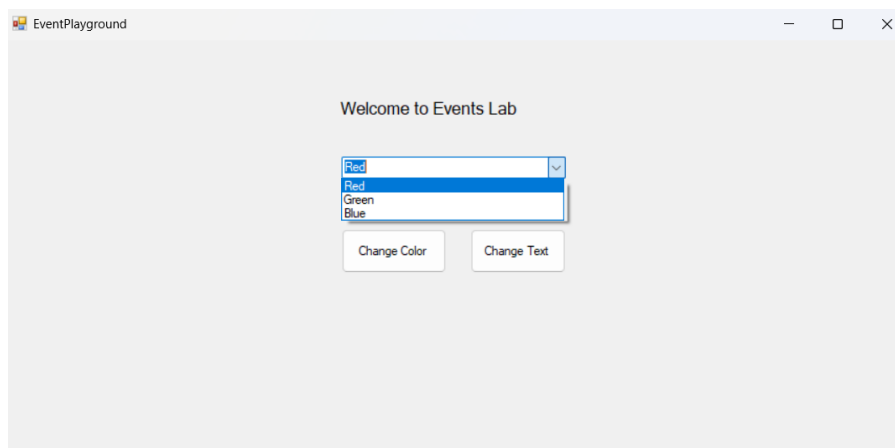 EventPlayground
Welcome to Events Lab
Red
Red
Green
Blue
Change Color Change Text